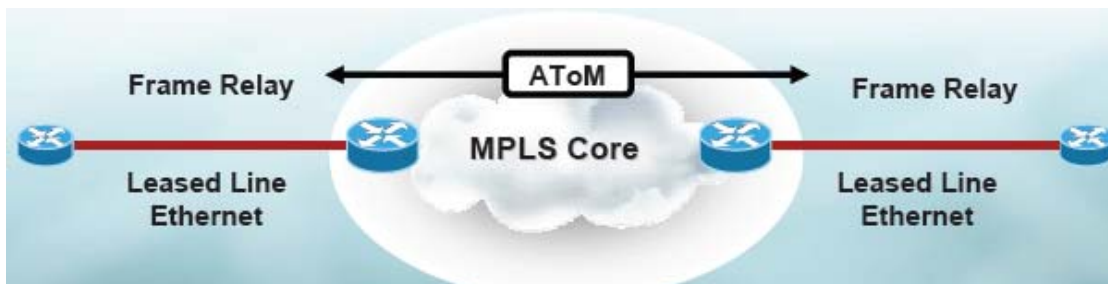 AToM
Frame Relay
Frame Relay
MPLS Core
Leased Line
Ethernet
Leased Line
Ethernet